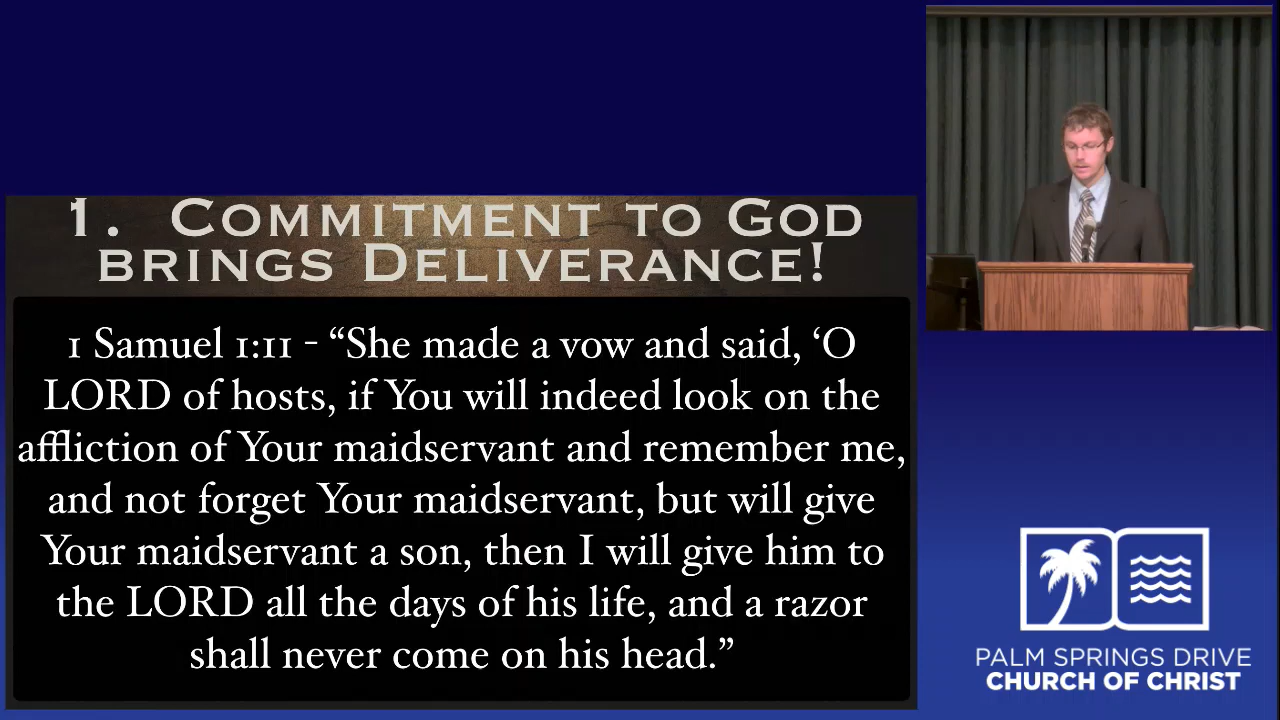 1. Commitment to God
brings Deliverance!
1 Samuel 1:11 - “She made a vow and said, ‘O
LORD of hosts, if You will indeed look on the
affliction of Your maidservant and remember me,
and not forget Your maidservant, but will give
Your maidservant a son, then I will give him to
the LORD all the days of his life, and a razor
shall never come on his head.”
PALM SPRINGS DRIVE
CHURCH OF CHRIST